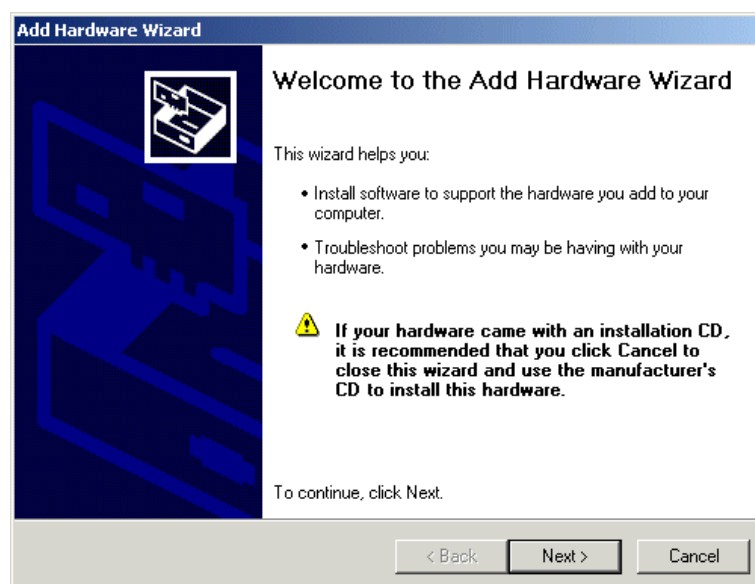 Add Hardware Wizard
Welcome to the Add Hardware Wizard
This wizard helps you:
• Install software to support the hardware you add to your
computer.
• Troubleshoot problems you may be having with your
hardware.
If your hardware came with an installation CD,
it is recommended that you click Cancel to
close this wizard and use the manufacturer's
CD to install this hardware.
To continue, click Next.
< Back
Next >
Cancel